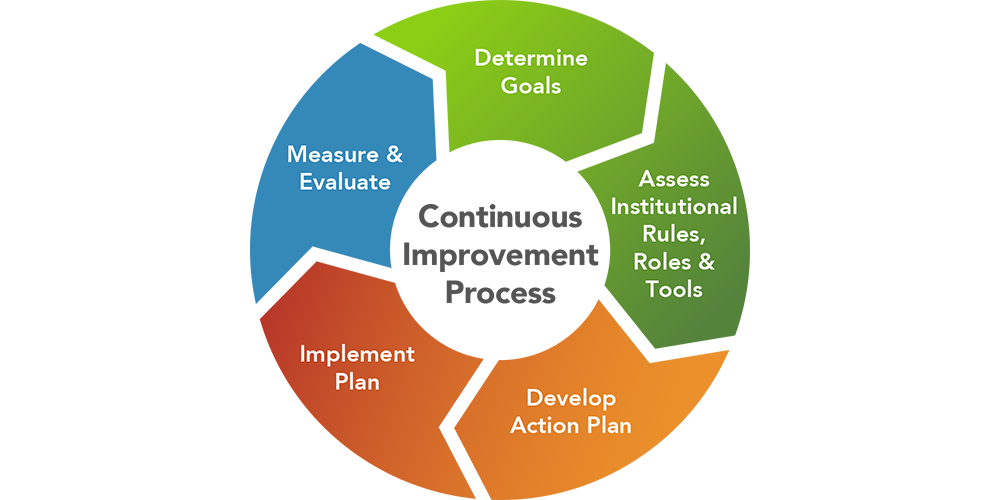 Determine
Goals
Assess
Institutional
Rules,
Roles &
Tools
Develop
Action Plan
Implement
Plan
Measure &
Evaluate
Continuous
Improvement
Process